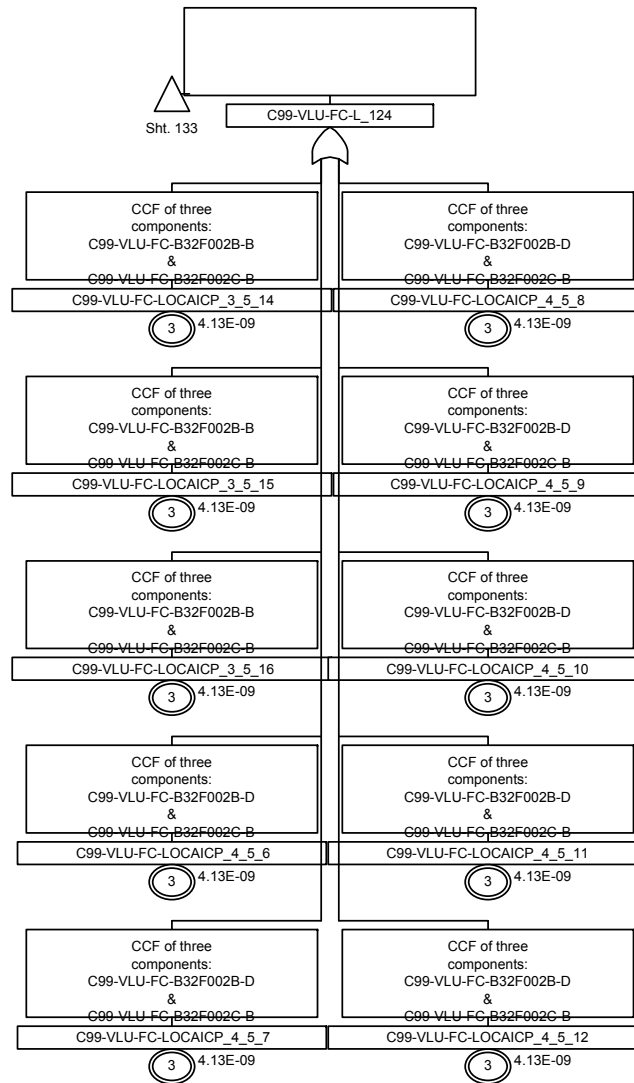 C99-VLU-FC-L_124
Sht. 133
CCF of three
components:
C99-VLU-FC-B32F002B-B
&
C99-VLU-FC-B32F002C-B
C99-VLU-FC-LOCAICP_3_5_14
3
4.13E-09
CCF of three
components:
C99-VLU-FC-B32F002B-D
&
C99-VLU-FC-B32F002C-B
C99-VLU-FC-LOCAICP_4_5_8
3
4.13E-09
CCF of three
components:
C99-VLU-FC-B32F002B-B
&
C99-VLU-FC-B32F002C-B
C99-VLU-FC-LOCAICP_3_5_15
3
4.13E-09
CCF of three
components:
C99-VLU-FC-B32F002B-D
&
C99-VLU-FC-B32F002C-B
C99-VLU-FC-LOCAICP_4_5_9
3
4.13E-09
CCF of three
components:
C99-VLU-FC-B32F002B-B
&
C99-VLU-FC-B32F002C-B
C99-VLU-FC-LOCAICP_3_5_16
3
4.13E-09
CCF of three
components:
C99-VLU-FC-B32F002B-D
&
C99-VLU-FC-B32F002C-B
C99-VLU-FC-LOCAICP_4_5_10
3
4.13E-09
CCF of three
components:
C99-VLU-FC-B32F002B-D
&
C99-VLU-FC-B32F002C-B
C99-VLU-FC-LOCAICP_4_5_6
3
4.13E-09
CCF of three
components:
C99-VLU-FC-B32F002B-D
&
C99-VLU-FC-B32F002C-B
C99-VLU-FC-LOCAICP_4_5_11
3
4.13E-09
CCF of three
components:
C99-VLU-FC-B32F002B-D
&
C99-VLU-FC-B32F002C-B
C99-VLU-FC-LOCAICP_4_5_7
3
4.13E-09
CCF of three
components:
C99-VLU-FC-B32F002B-D
&
C99-VLU-FC-B32F002C-B
C99-VLU-FC-LOCAICP_4_5_12
3
4.13E-09